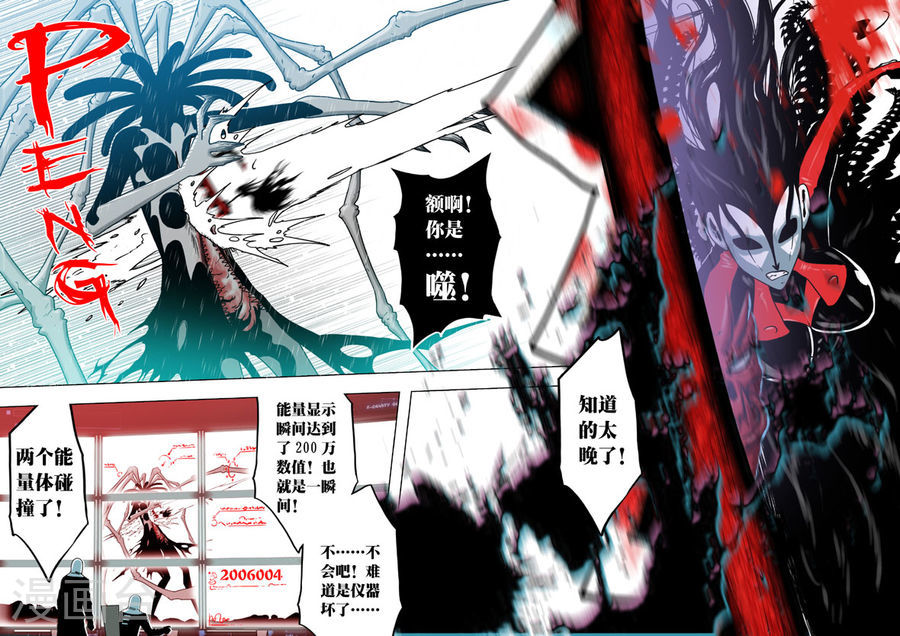 PENG
额啊！
你是
……
噬！
知道
的太
晚了！
两个能
量体碰
撞了！
能量显示
瞬间达到
了200万
数值！也
就是一瞬
间！
不……不
会吧！难
道是仪器
坏了……
2006004
漫画台